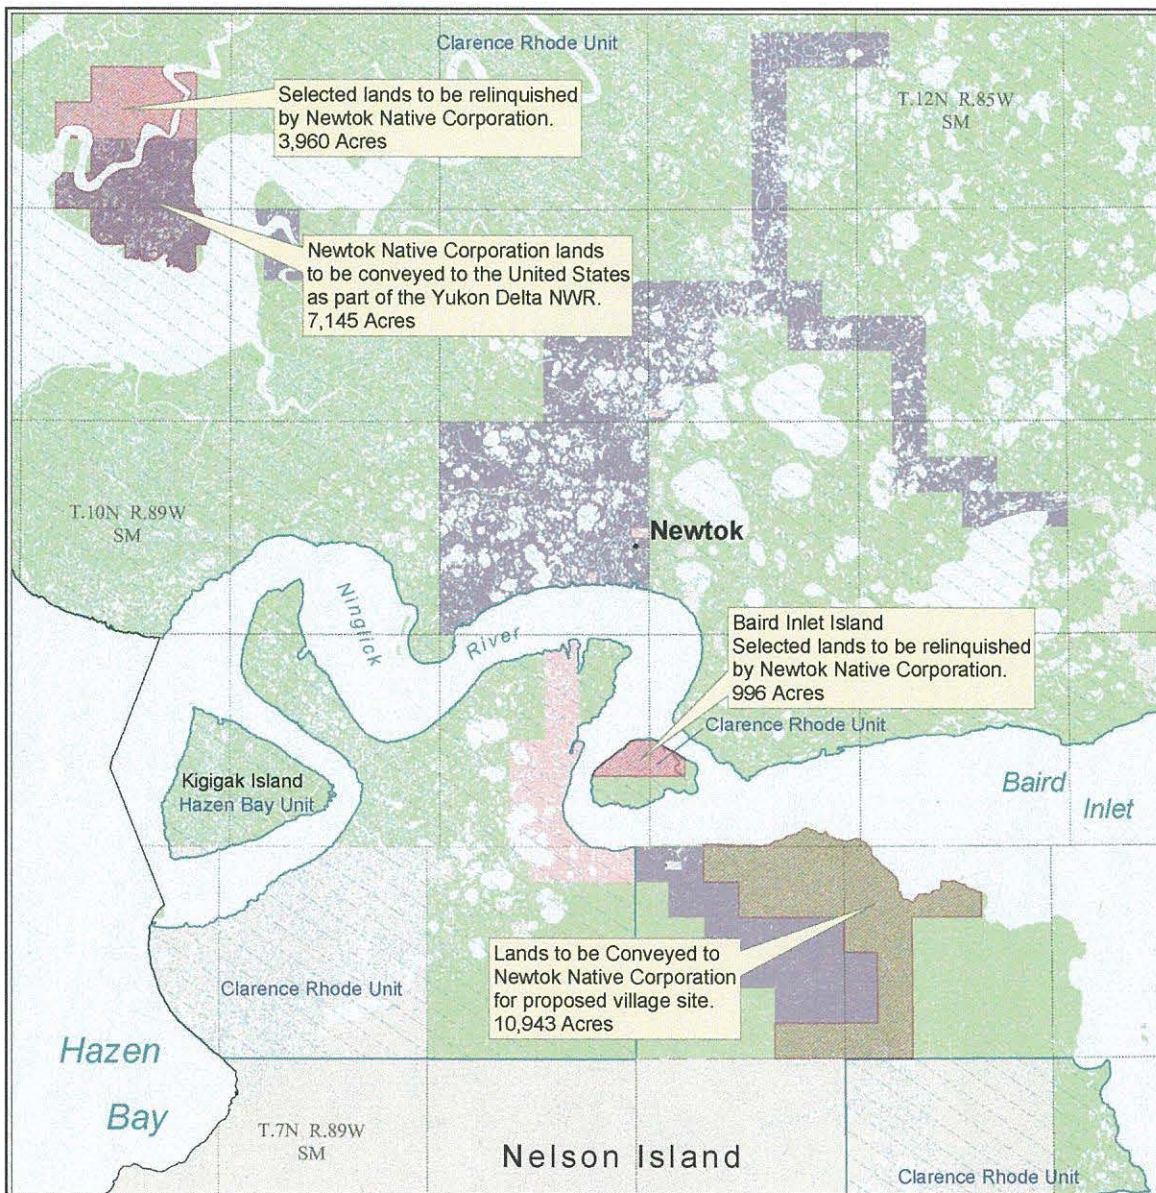 Clarence Rhode Unit
Selected lands to be relinquished
by Newtok Native Corporation.
3,960 Acres
T.12N R.85W
SM
Newtok Native Corporation lands
to be conveyed to the United States
as part of the Yukon Delta NWR.
7,145 Acres
T.10N R.89W
SM
Newtok
Ninglick
River
Baird Inlet Island
Selected lands to be relinquished
by Newtok Native Corporation.
996 Acres
Clarence Rhode Unit
Kigigak Island
Hazen Bay Unit
Baird
Inlet
Lands to be Conveyed to
Newtok Native Corporation
for proposed village site.
10,943 Acres
Clarence Rhode Unit
Hazen
Bay
T.7N R.89W
SM
Nelson Island
Clarence Rhode Unit